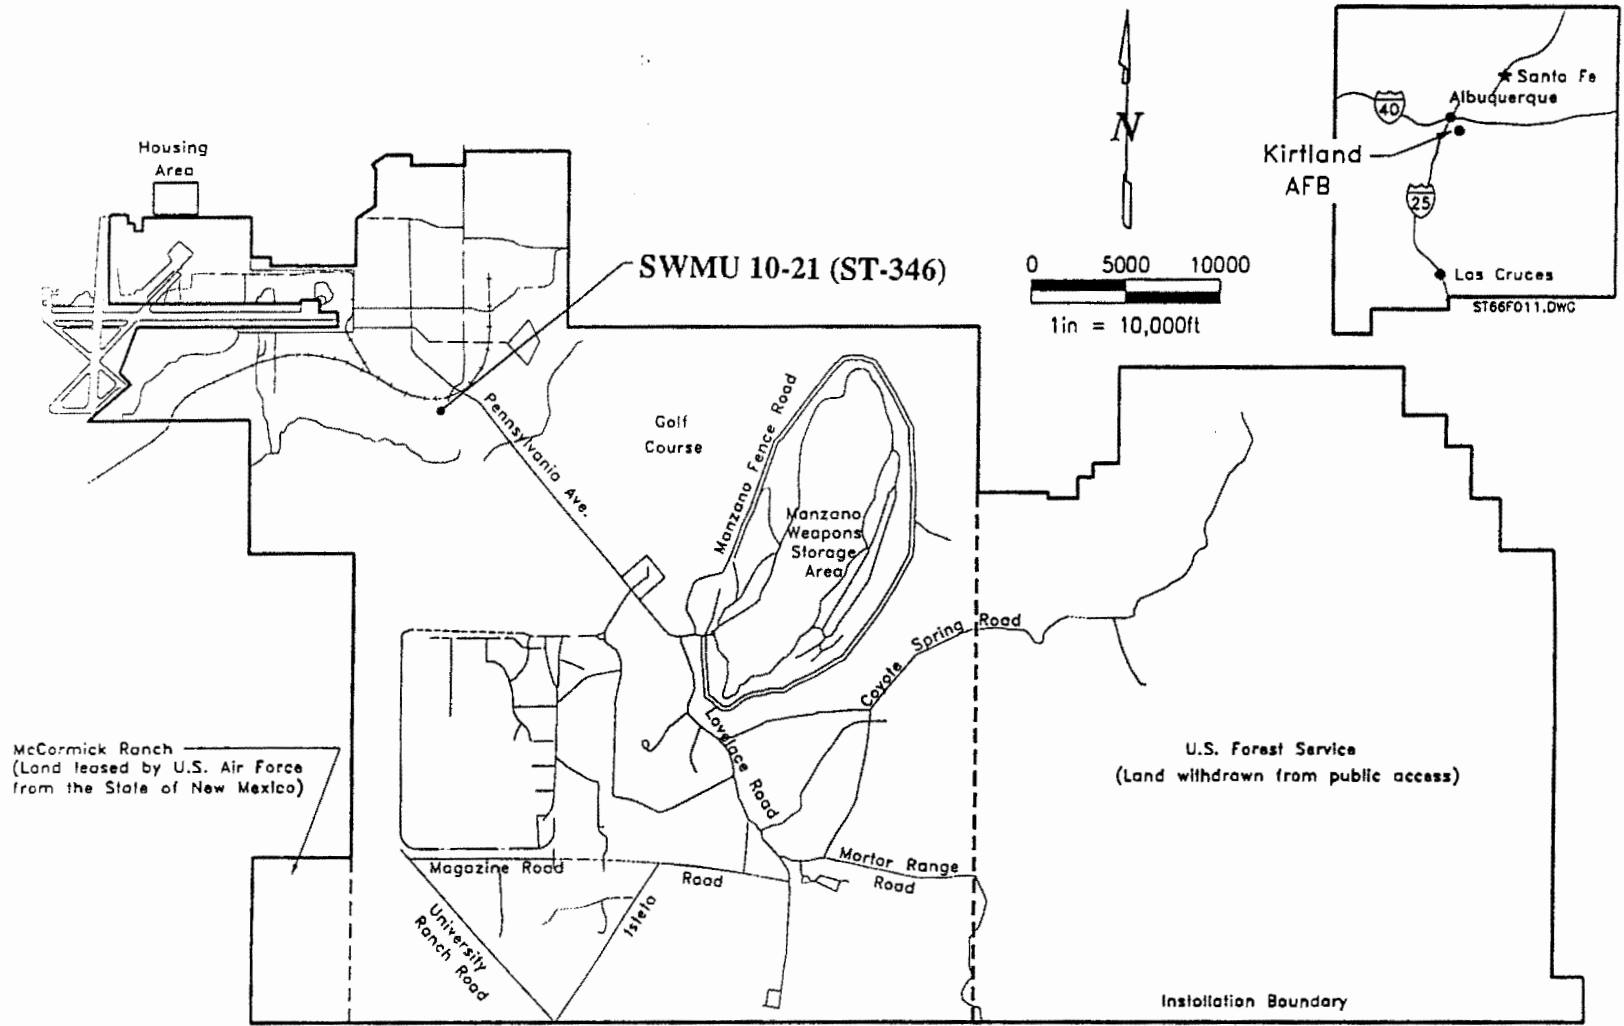 Santa Fe
Albuquerque
40
Kirtland
AFB
25
Las Cruces
ST66F011.DWG
N
0 5000 10000
1in = 10,000ft
Housing
Area
SWMU 10-21 (ST-346)
Pennsylvania Ave.
Golf
Course
Manzano Fence Road
Manzano
Weapons
Storage
Area
Coyote Spring Road
Lovelace Road
McCormick Ranch
(Land leased by U.S. Air Force
from the State of New Mexico)
U.S. Forest Service
(Land withdrawn from public access)
Magazine Road
Road
Mortar Range
Road
University
Ranch Road
Isleta
Installation Boundary